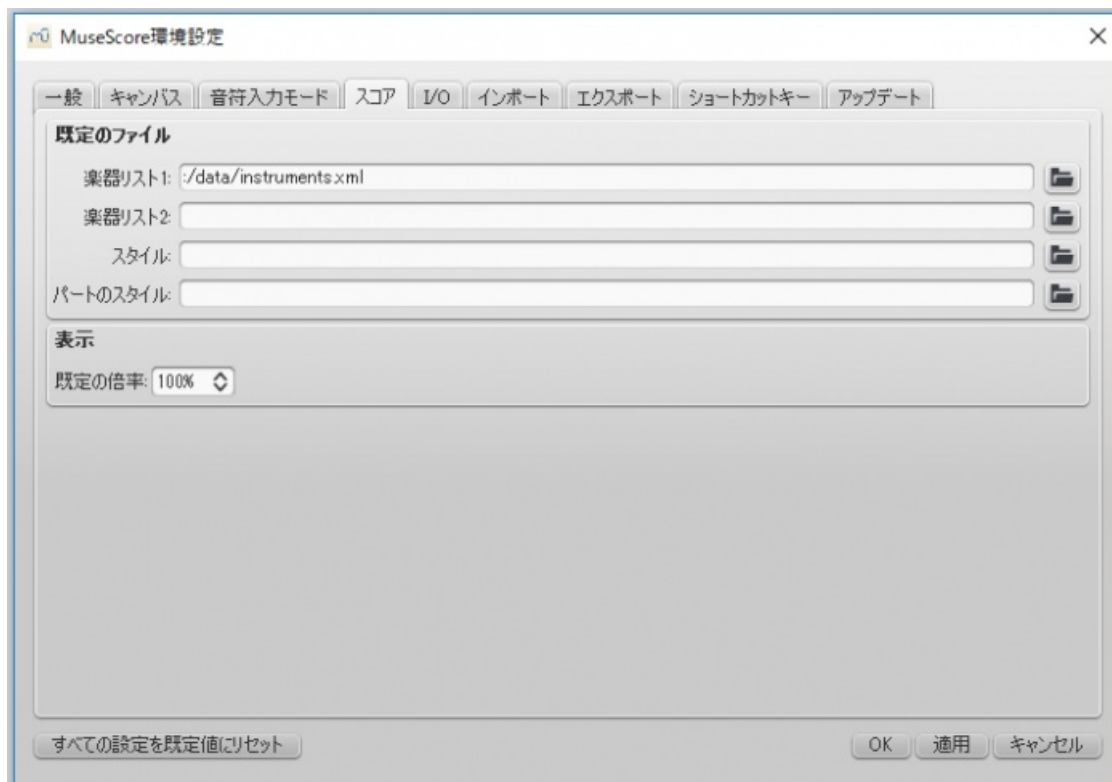 MuseScore環境設定
一般 キャンバス 音符入力モード スコア I/O インポート エクスポート ショートカットキー アップデート
既定のファイル
楽器リスト1: :/data/instruments.xml
楽器リスト2:
スタイル:
パートのスタイル:
表示
既定の倍率: 100%
すべての設定を既定値にリセット OK 適用 キャンセル